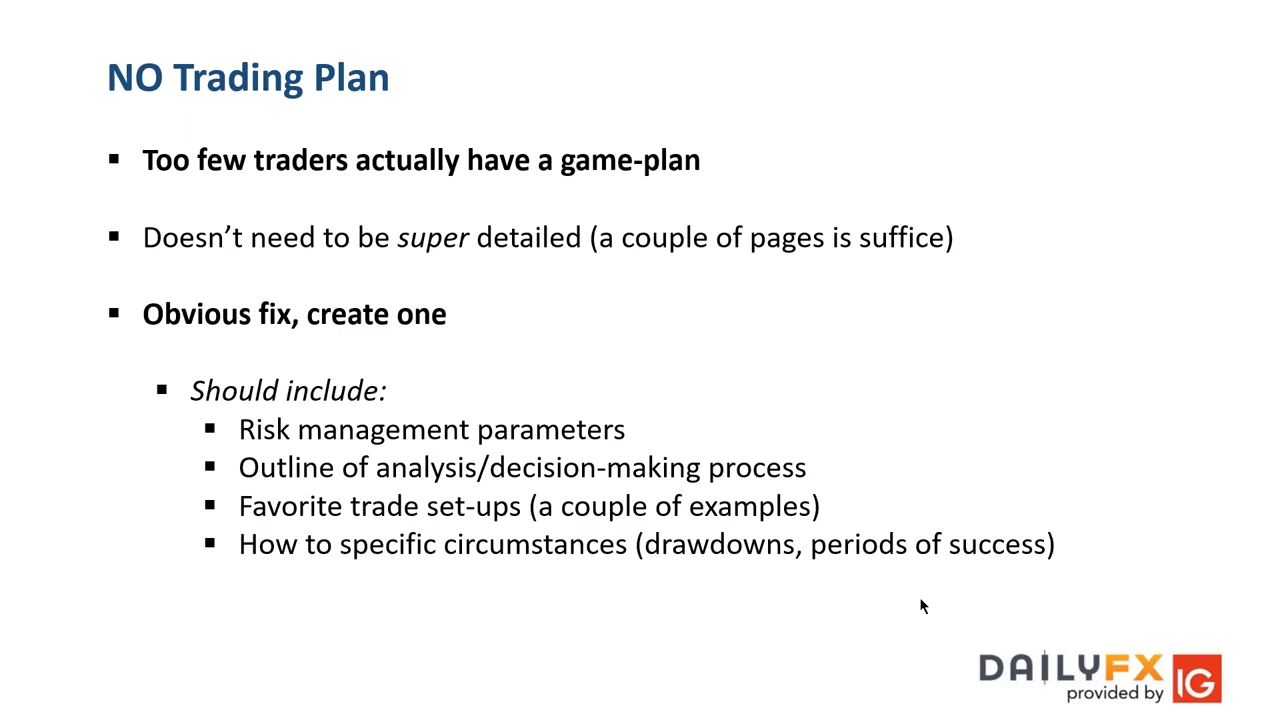 NO Trading Plan
▪ Too few traders actually have a game-plan
▪ Doesn’t need to be super detailed (a couple of pages is suffice)
▪ Obvious fix, create one
▪ Should include:
▪ Risk management parameters
▪ Outline of analysis/decision-making process
▪ Favorite trade set-ups (a couple of examples)
▪ How to specific circumstances (drawdowns, periods of success)
DAILYFX
provided by IG